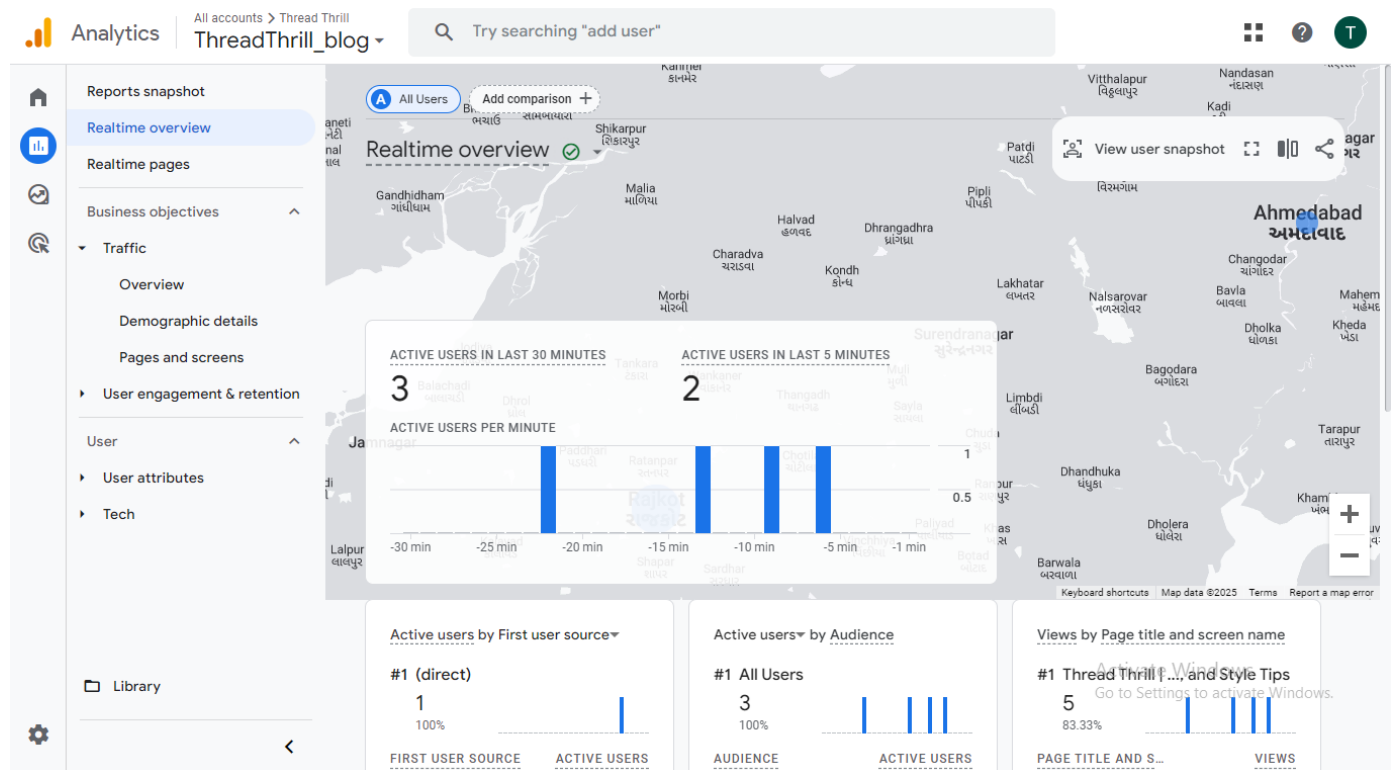 Analytics
All accounts > Thread Thrill
ThreadThrill_blog
Try searching "add user"
T
Reports snapshot
Realtime overview
Realtime pages
Business objectives
Traffic
Overview
Demographic details
Pages and screens
User engagement & retention
User
User attributes
Tech
Library
A All Users
Add comparison +
Realtime overview
View user snapshot
Shikarpur
શિકારપુર
Vitthalapur
વિઠ્ઠલાપુર
Nandasan
નંદાસણ
Kadi
Patdi
પાટડી
વિરમગામ
Gandhidham
ગાંધીધામ
Malia
માળિયા
Pipli
પીપકી
Halvad
હળવદ
Dhrangadhra
ધ્રાંગધ્રા
Ahmedabad
અમદાવાદ
Charadva
ચરાડવા
Kondh
કોન્ધ
Changodar
ચાંગોદર
Lakhatar
લખતર
Nalsarovar
નળસરોવર
Bavla
બાવલા
Morbi
મોરબી
Dholka
ધોળકા
Kheda
ખેડા
Surendranagar
સુરેન્દ્રનગર
Bagodara
બગોદરા
Limbdi
લીંબડી
Tarapur
તારાપુર
Jamnagar
Dhandhuka
ધંધુકા
Dholera
ધોલેરા
Lalpur
લાલપુર
Barwala
બરવાળા
ACTIVE USERS IN LAST 30 MINUTES
3
ACTIVE USERS IN LAST 5 MINUTES
2
ACTIVE USERS PER MINUTE
1
0.5
Rajkot
રાજકોટ
-30 min -25 min -20 min -15 min -10 min -5 min -1 min
Keyboard shortcuts Map data ©2025 Terms Report a map error
Active users by First user source
#1 (direct)
1
100%
FIRST USER SOURCE ACTIVE USERS
Active users by Audience
#1 All Users
3
100%
AUDIENCE ACTIVE USERS
Views by Page title and screen name
#1 Thread Thrill | ..., and Style Tips
5
83.33%
PAGE TITLE AND S... VIEWS
Activate Windows
Go to Settings to activate Windows.